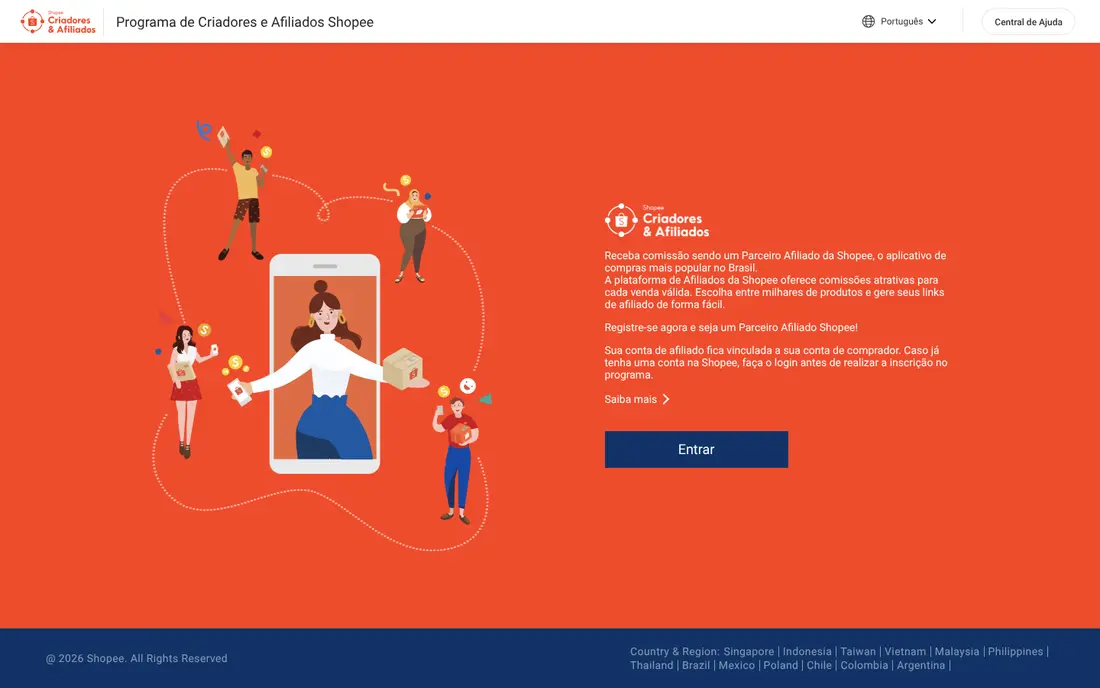 Shopee
Criadores
& Afiliados
Programa de Criadores e Afiliados Shopee
Português
Central de Ajuda
Shopee
Criadores
& Afiliados
Receba comissão sendo um Parceiro Afiliado da Shopee, o aplicativo de
compras mais popular no Brasil.
A plataforma de Afiliados da Shopee oferece comissões atrativas para
cada venda válida. Escolha entre milhares de produtos e gere seus links
de afiliado de forma fácil.
Registre-se agora e seja um Parceiro Afiliado Shopee!
Sua conta de afiliado fica vinculada a sua conta de comprador. Caso já
tenha uma conta na Shopee, faça o login antes de realizar a inscrição no
programa.
Saiba mais
Entrar
@ 2026 Shopee. All Rights Reserved
Country & Region: Singapore | Indonesia | Taiwan | Vietnam | Malaysia | Philippines |
Thailand | Brazil | Mexico | Poland | Chile | Colombia | Argentina |